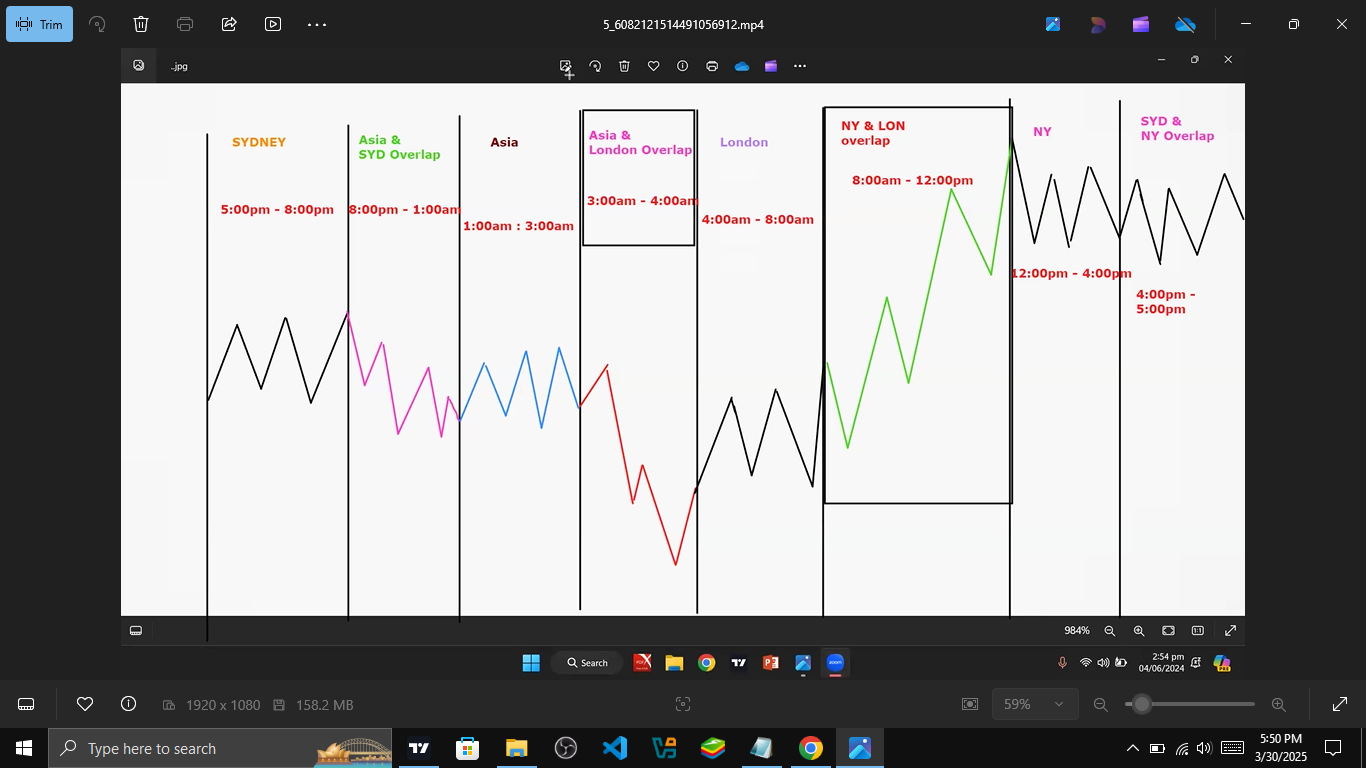 Trim
5_6082121514491056912.mp4
.jpg
SYDNEY
Asia &
SYD Overlap
Asia
Asia &
London Overlap
London
NY & LON
overlap
NY
SYD &
NY Overlap
5:00pm - 8:00pm
8:00pm - 1:00am
1:00am : 3:00am
3:00am - 4:00am
4:00am - 8:00am
8:00am - 12:00pm
12:00pm - 4:00pm
4:00pm -
5:00pm
984%
Search
zoom
2:54 pm
04/06/2024
PRE
1920 x 1080
158.2 MB
59%
Type here to search
5:50 PM
3/30/2025